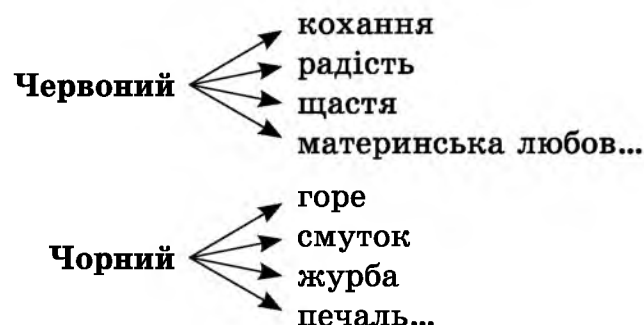 Червоний
кохання
радість
щастя
материнська любов...
Чорний
горе
смуток
журба
печаль...